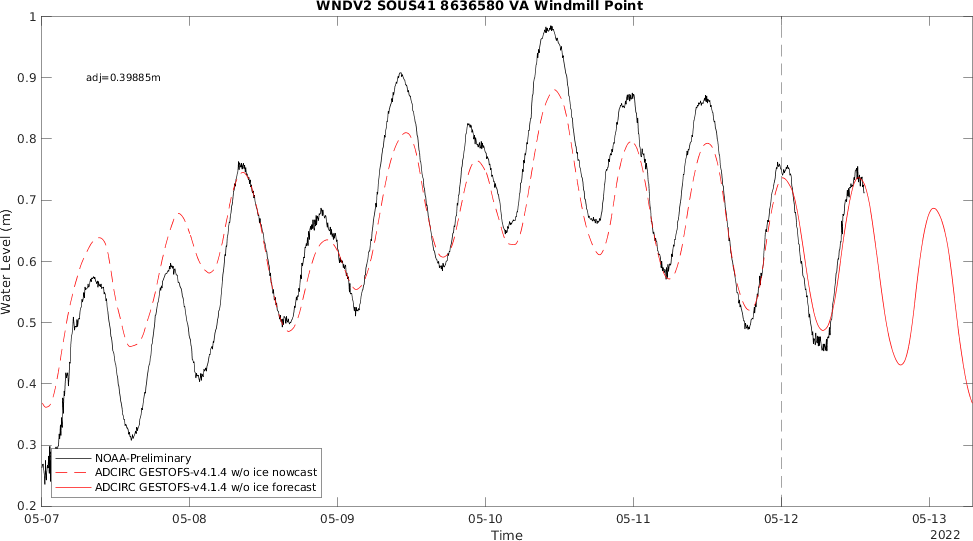 WNDV2 SOUS41 8636580 VA Windmill Point
1
0.9
0.8
0.7
0.6
0.5
0.4
0.3
0.2
Water Level (m)
adj=0.39885m
NOAA-Preliminary
ADCIRC GESTOFS-v4.1.4 w/o ice nowcast
ADCIRC GESTOFS-v4.1.4 w/o ice forecast
05-07 05-08 05-09 05-10 05-11 05-12 05-13
Time
2022